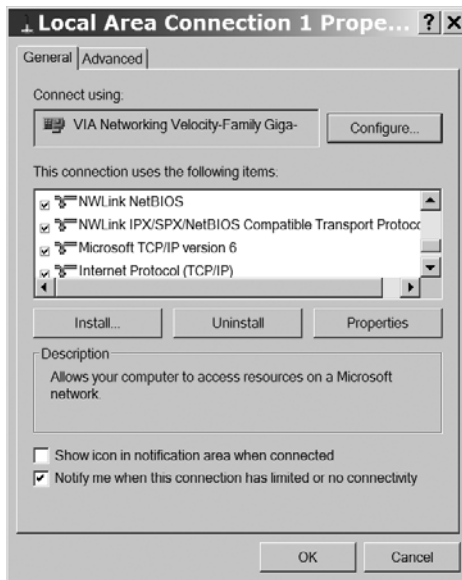 Local Area Connection 1 Prope... ? ×
General Advanced
Connect using:
VIA Networking Velocity-Family Giga-
Configure...
This connection uses the following items:
NWLink NetBIOS
NWLink IPX/SPX/NetBIOS Compatible Transport Protoc
Microsoft TCP/IP version 6
Internet Protocol (TCP/IP)
Install... Uninstall Properties
Description
Allows your computer to access resources on a Microsoft
network.
Show icon in notification area when connected
Notify me when this connection has limited or no connectivity
OK Cancel